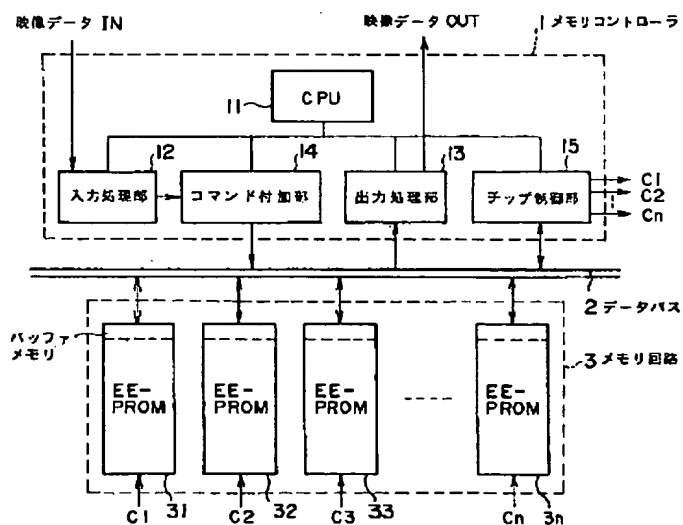 映像データ IN
映像データ OUT
1 メモリコントローラ
CPU
11
12
14
13
15
入力処理部
コマンド付加部
出力処理部
チップ制御部
C1
C2
Cn
2 データバス
バッファ
メモリ
3 メモリ回路
EE-
PROM
EE-
PROM
EE-
PROM
EE-
PROM
31
32
33
3n
C1
C2
C3
Cn